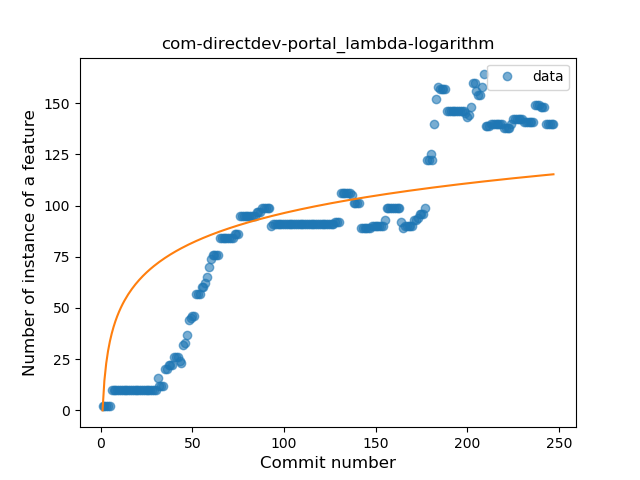 com-directdev-portal_lambda-logarithm
data
Number of instance of a feature
150
125
100
75
50
25
0
0 50 100 150 200 250
Commit number